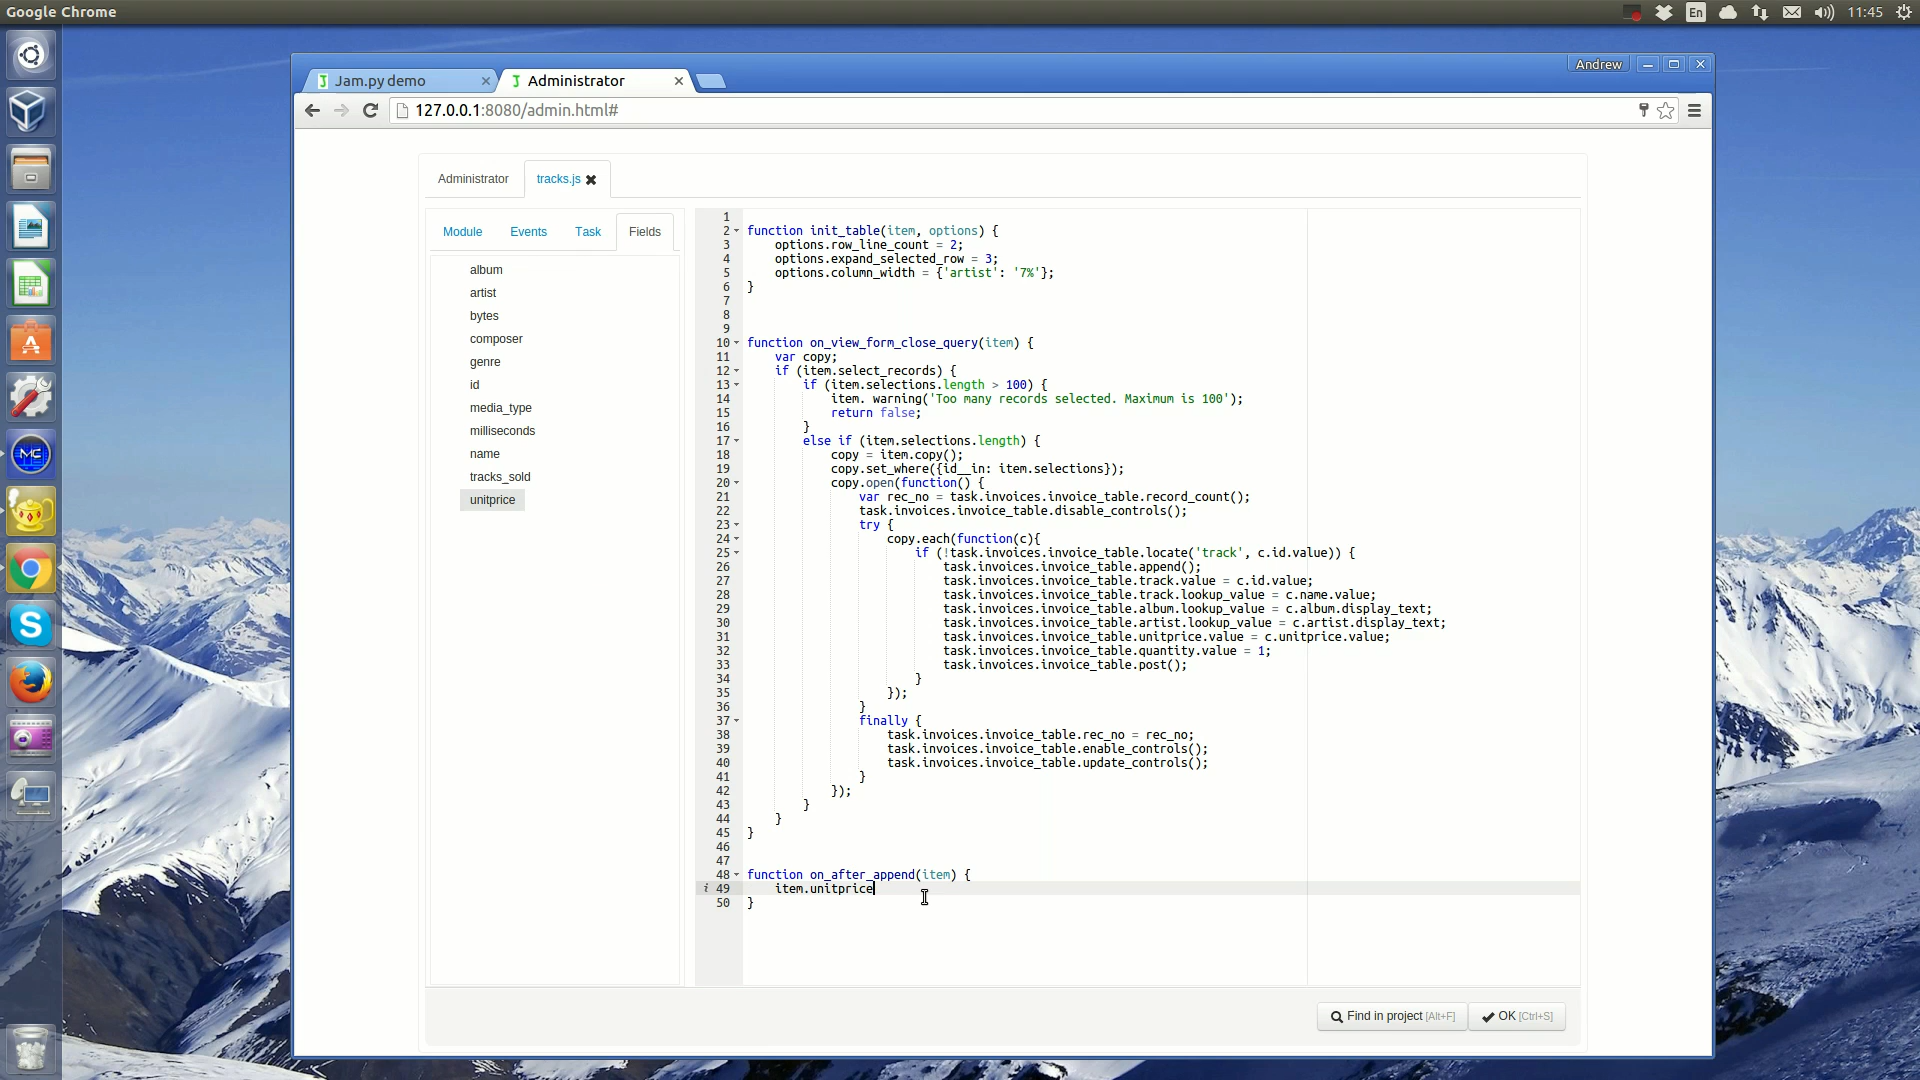 Google Chrome
En
11:45
Andrew
Jam.py demo
Administrator
127.0.0.1:8080/admin.html#
Administrator
tracks.js
Module
Events
Task
Fields
album
artist
bytes
composer
genre
id
media_type
milliseconds
name
tracks_sold
unitprice
1
2 function init_table(item, options) {
3     options.row_line_count = 2;
4     options.expand_selected_row = 3;
5     options.column_width = {'artist': '7%'};
6 }
7
8
9
10 function on_view_form_close_query(item) {
11     var copy;
12     if (item.select_records) {
13         if (item.selections.length > 100) {
14             item. warning('Too many records selected. Maximum is 100');
15             return false;
16         }
17         else if (item.selections.length) {
18             copy = item.copy();
19             copy.set_where({id__in: item.selections});
20             copy.open(function() {
21                 var rec_no = task.invoices.invoice_table.record_count();
22                 task.invoices.invoice_table.disable_controls();
23                 try {
24                     copy.each(function(c){
25                         if (!task.invoices.invoice_table.locate('track', c.id.value)) {
26                             task.invoices.invoice_table.append();
27                             task.invoices.invoice_table.track.value = c.id.value;
28                             task.invoices.invoice_table.track.lookup_value = c.name.value;
29                             task.invoices.invoice_table.album.lookup_value = c.album.display_text;
30                             task.invoices.invoice_table.artist.lookup_value = c.artist.display_text;
31                             task.invoices.invoice_table.unitprice.value = c.unitprice.value;
32                             task.invoices.invoice_table.quantity.value = 1;
33                             task.invoices.invoice_table.post();
34                         }
35                     });
36                 }
37                 finally {
38                     task.invoices.invoice_table.rec_no = rec_no;
39                     task.invoices.invoice_table.enable_controls();
40                     task.invoices.invoice_table.update_controls();
41                 }
42             });
43         }
44     }
45 }
46
47
48 function on_after_append(item) {
i 49     item.unitprice
50 }
Find in project [Alt+F]
OK [Ctrl+S]
MC
S